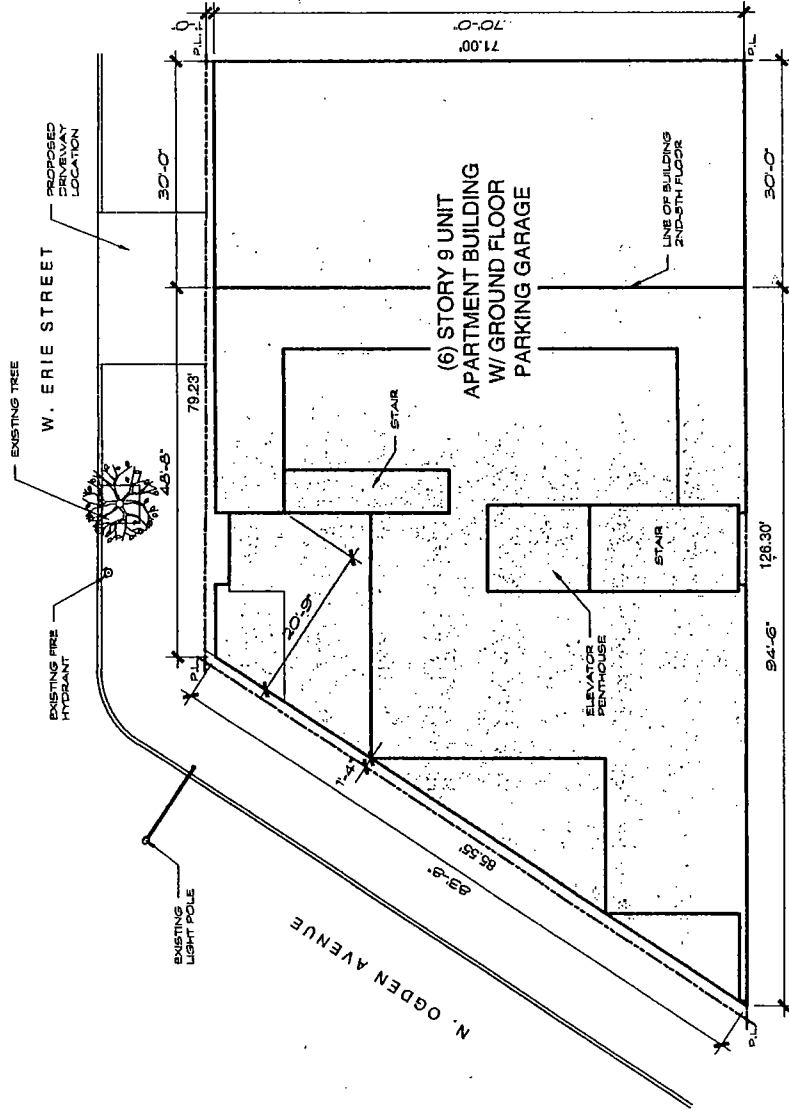 EXISTING TREE
W. ERIE STREET
PROPOSED
DRIVEWAY
LOCATION
EXISTING FIRE
HYDRANT
EXISTING
LIGHT POLE
48'-8"
30'-0"
79.23'
P.L.
P.L.
70'-0"
71.00'
(6) STORY 9 UNIT
APARTMENT BUILDING
W/ GROUND FLOOR
PARKING GARAGE
STAIR
20'-9"
1'-4"
85.55'
83'-8"
N. OGDEN AVENUE
LINE OF BUILDING
2ND-5TH FLOOR
ELEVATOR
PENTHOUSE
STAIR
P.L.
P.L.
126.30'
94'-6"
30'-0"